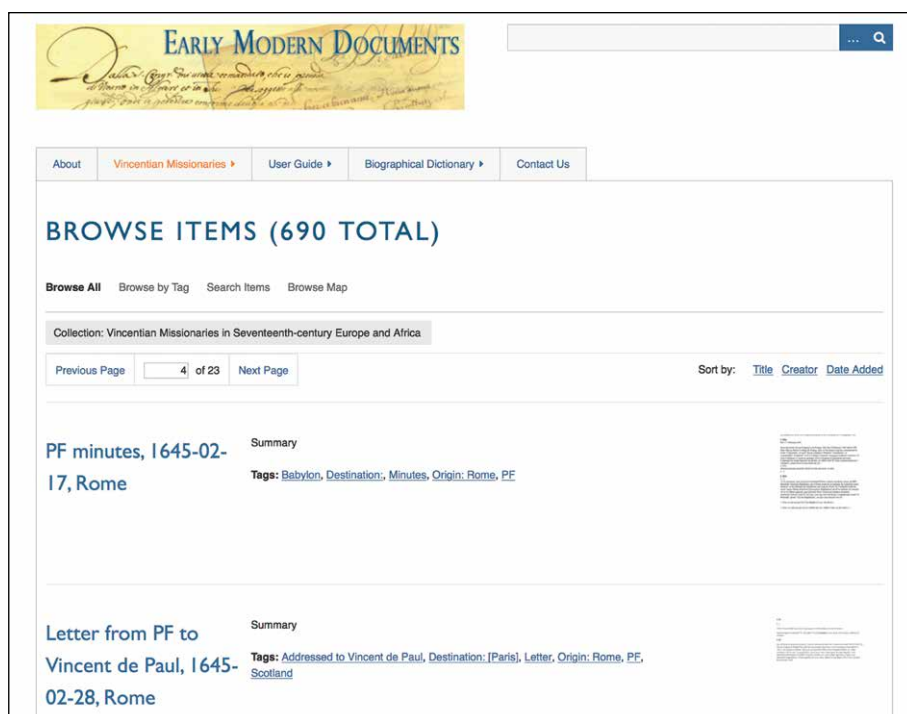 EARLY MODERN DOCUMENTS
...
About
Vincentian Missionaries
User Guide
Biographical Dictionary
Contact Us
BROWSE ITEMS (690 TOTAL)
Browse All
Browse by Tag
Search Items
Browse Map
Collection: Vincentian Missionaries in Seventeenth-century Europe and Africa
Previous Page
4 of 23
Next Page
Sort by: Title Creator Date Added
PF minutes, 1645-02-
17, Rome
Summary
Tags: Babylon, Destination:, Minutes, Origin: Rome, PF
Letter from PF to
Vincent de Paul, 1645-
02-28, Rome
Summary
Tags: Addressed to Vincent de Paul, Destination: [Paris], Letter, Origin: Rome, PF,
Scotland